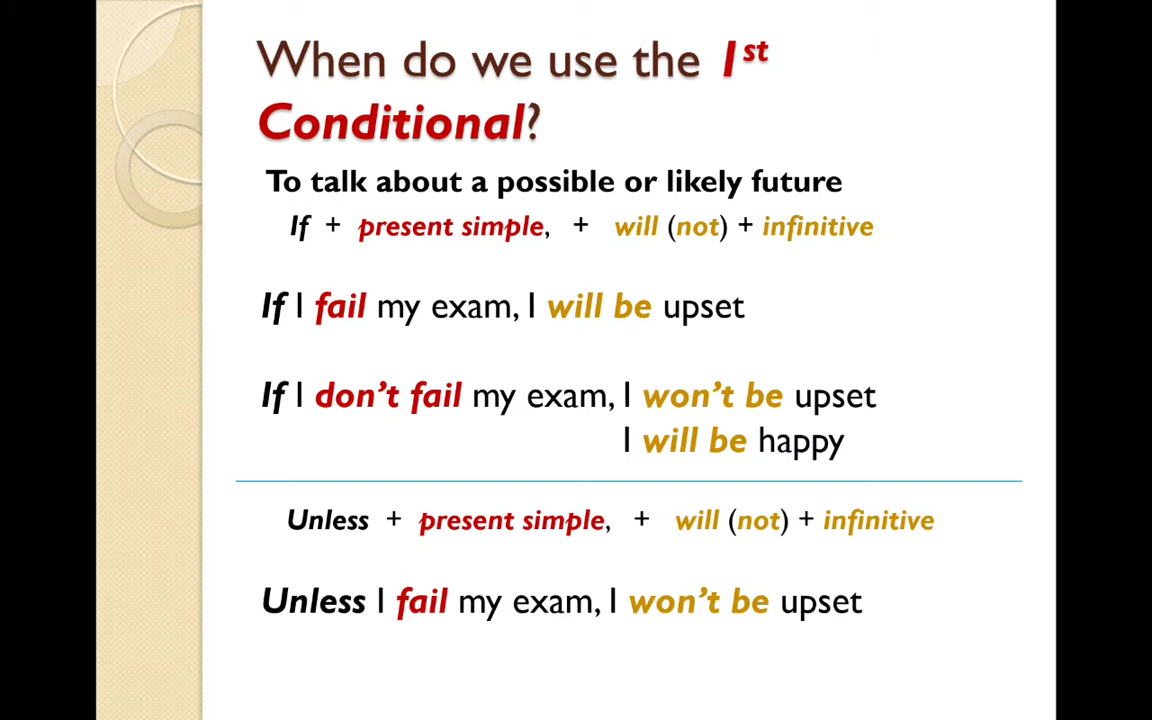 When do we use the 1st
Conditional?
To talk about a possible or likely future
If + present simple, + will (not) + infinitive
If I fail my exam, I will be upset
If I don’t fail my exam, I won’t be upset
I will be happy
Unless + present simple, + will (not) + infinitive
Unless I fail my exam, I won’t be upset